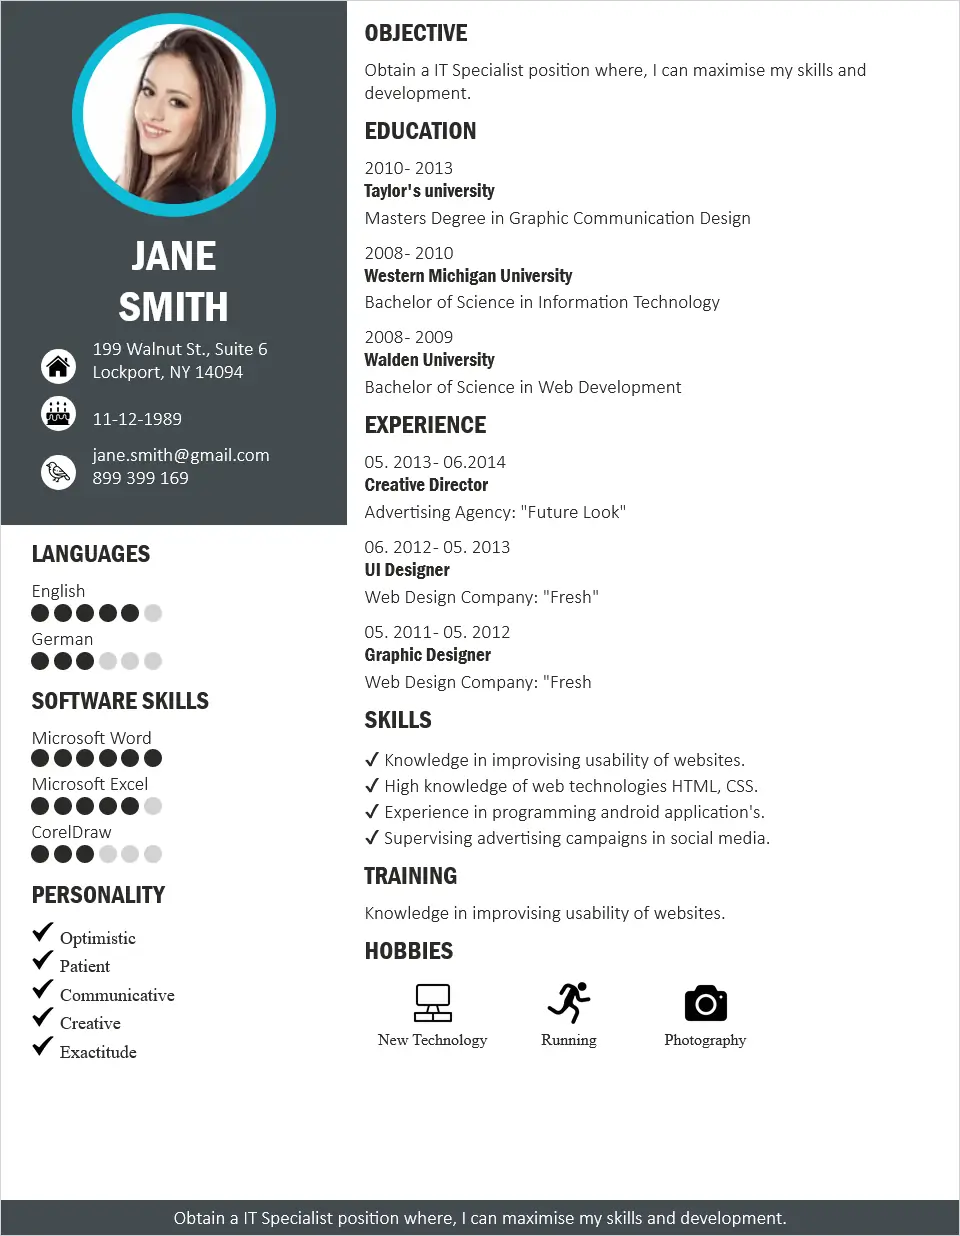 JANE
SMITH
199 Walnut St., Suite 6
Lockport, NY 14094
11-12-1989
jane.smith@gmail.com
899 399 169
LANGUAGES
English
German
SOFTWARE SKILLS
Microsoft Word
Microsoft Excel
CorelDraw
PERSONALITY
Optimistic
Patient
Communicative
Creative
Exactitude
OBJECTIVE
Obtain a IT Specialist position where, I can maximise my skills and
development.
EDUCATION
2010- 2013
Taylor's university
Masters Degree in Graphic Communication Design
2008- 2010
Western Michigan University
Bachelor of Science in Information Technology
2008- 2009
Walden University
Bachelor of Science in Web Development
EXPERIENCE
05. 2013- 06.2014
Creative Director
Advertising Agency: "Future Look"
06. 2012- 05. 2013
UI Designer
Web Design Company: "Fresh"
05. 2011- 05. 2012
Graphic Designer
Web Design Company: "Fresh
SKILLS
✓ Knowledge in improvising usability of websites.
✓ High knowledge of web technologies HTML, CSS.
✓ Experience in programming android application's.
✓ Supervising advertising campaigns in social media.
TRAINING
Knowledge in improvising usability of websites.
HOBBIES
New Technology
Running
Photography
Obtain a IT Specialist position where, I can maximise my skills and development.